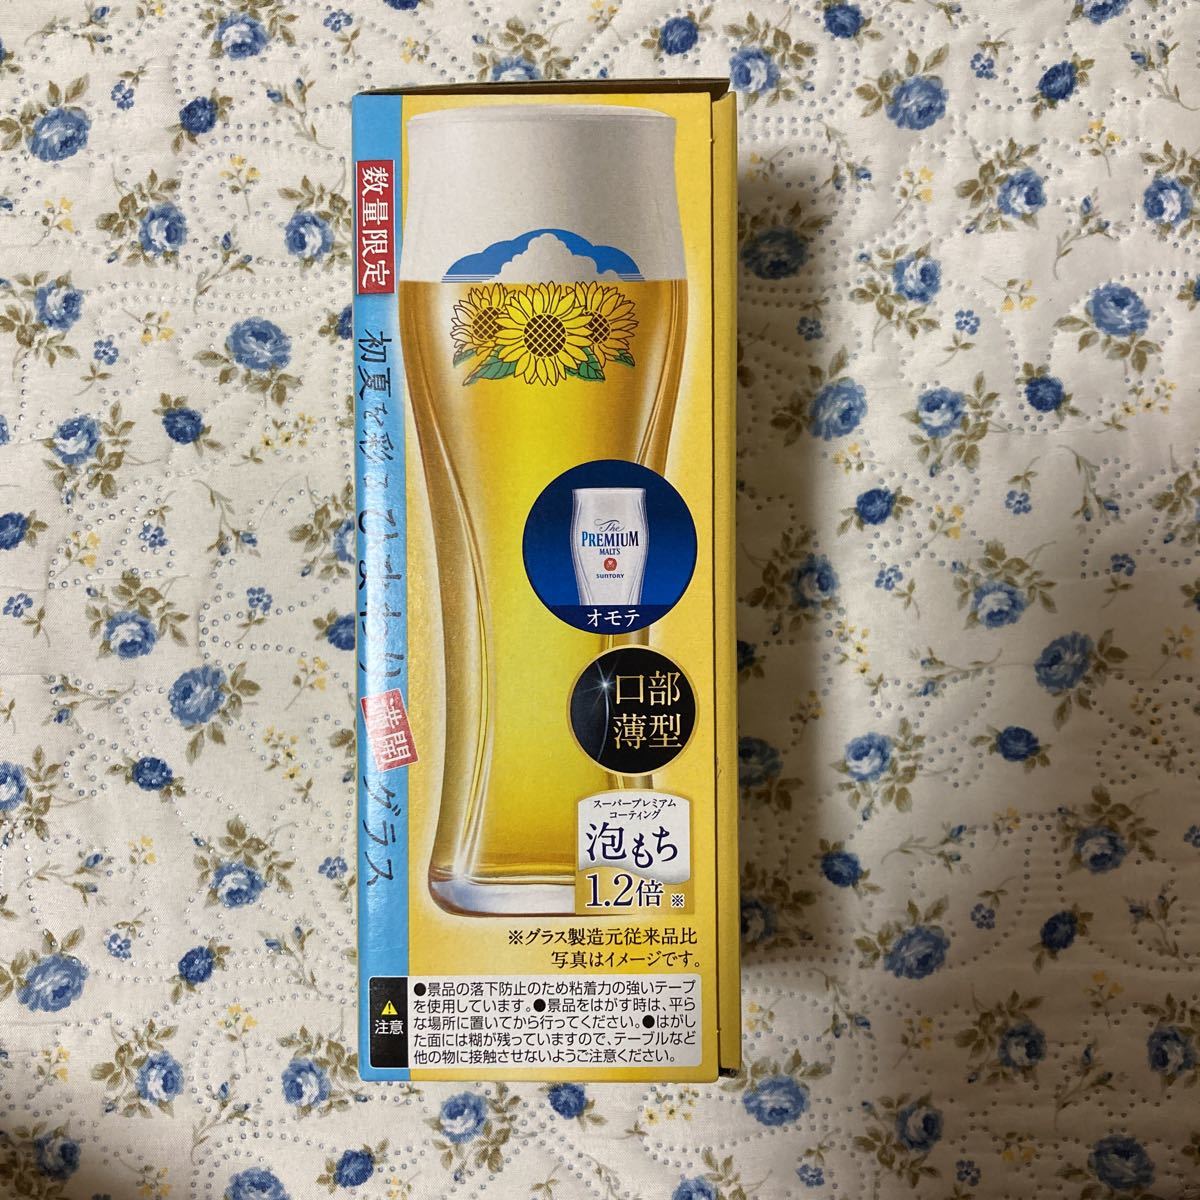 数量限定
初夏を彩るひまわり満開グラス
The
PREMIUM
MALT'S
SUNTORY
オモテ
口部
薄型
スーパープレミアム
コーティング
泡もち
1.2倍※
※グラス製造元従来品比
写真はイメージです。
注意
●景品の落下防止のため粘着力の強いテープ
を使用しています。●景品をはがす時は、平ら
な場所に置いてから行ってください。●はがし
た面には糊が残っていますので、テーブルなど
他の物に接触させないようご注意ください。